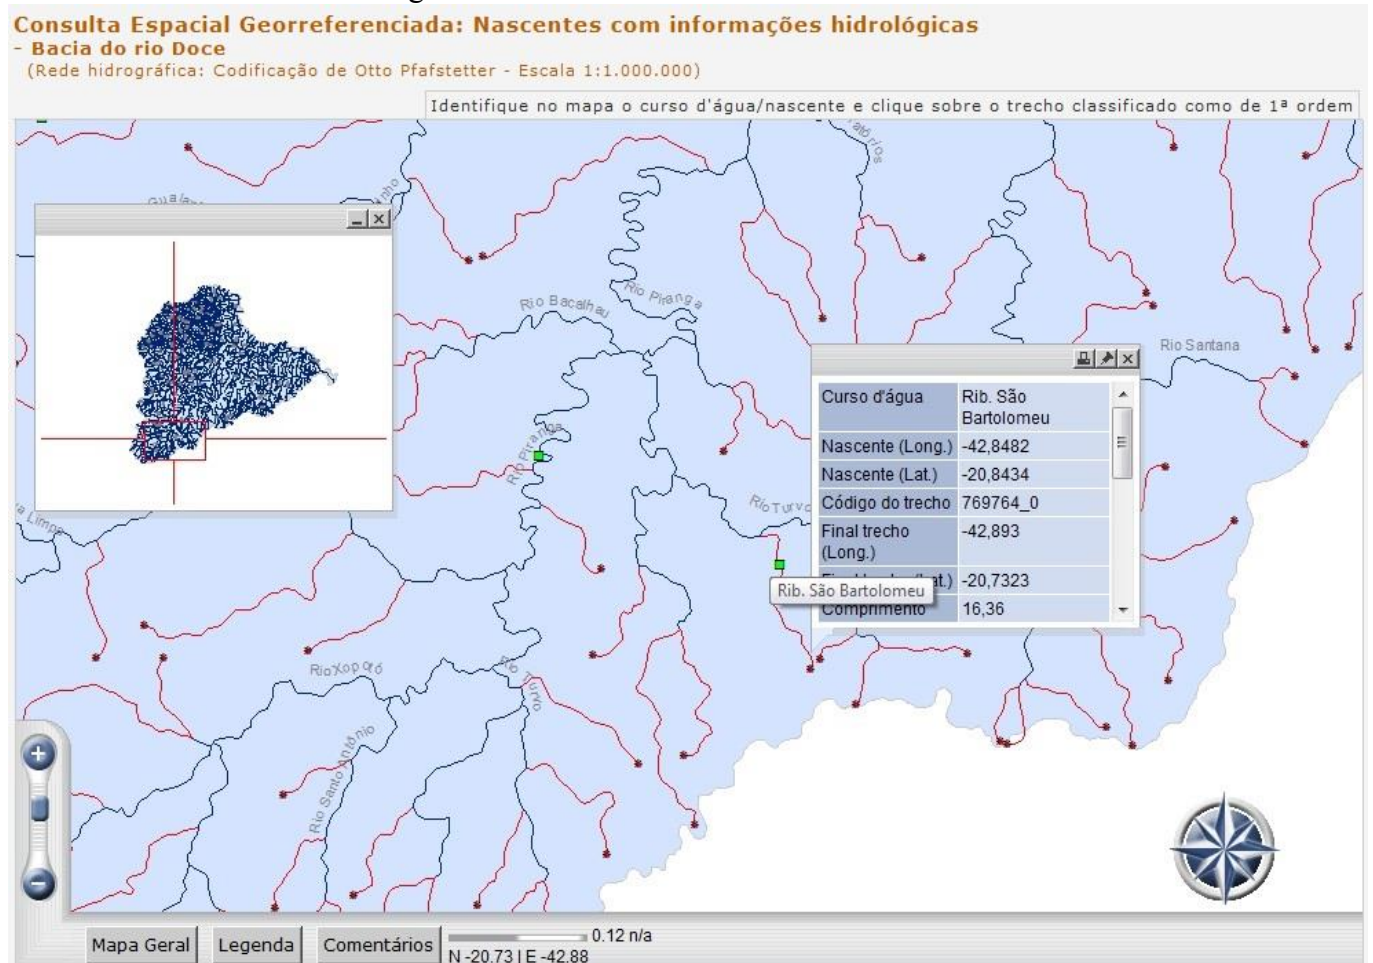 Consulta Espacial Georreferenciada: Nascentes com informações hidrológicas
- Bacia do rio Doce
(Rede hidrográfica: Codificação de Otto Pfafstetter - Escala 1:1.000.000)
Identifique no mapa o curso d'água/nascente e clique sobre o trecho classificado como de 1ª ordem
Rio Bacalhau
Rio Piranga
Rio Santana
Curso d'água Rib. São
Bartolomeu
Nascente (Long.) -42,8482
Nascente (Lat.) -20,8434
Código do trecho 769764_0
Final trecho -42,893
(Long.)
-20,7323
Rib. São Bartolomeu
Comprimento 16,36
Rio Piranga
Rio Turvo
Limpa
Rio Xopotó
Rio Turvo
Rio Santo Antônio
Mapa Geral Legenda Comentários
0.12 n/a
N -20.73 | E -42.88